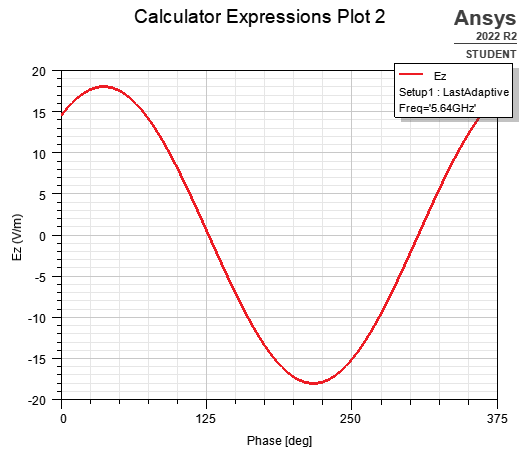 Calculator Expressions Plot 2
Ansys
2022 R2
STUDENT
Ez
Setup1 : LastAdaptive
Freq='5.64GHz'
20
15
10
5
0
-5
-10
-15
-20
Ez (V/m)
0
125
250
375
Phase [deg]